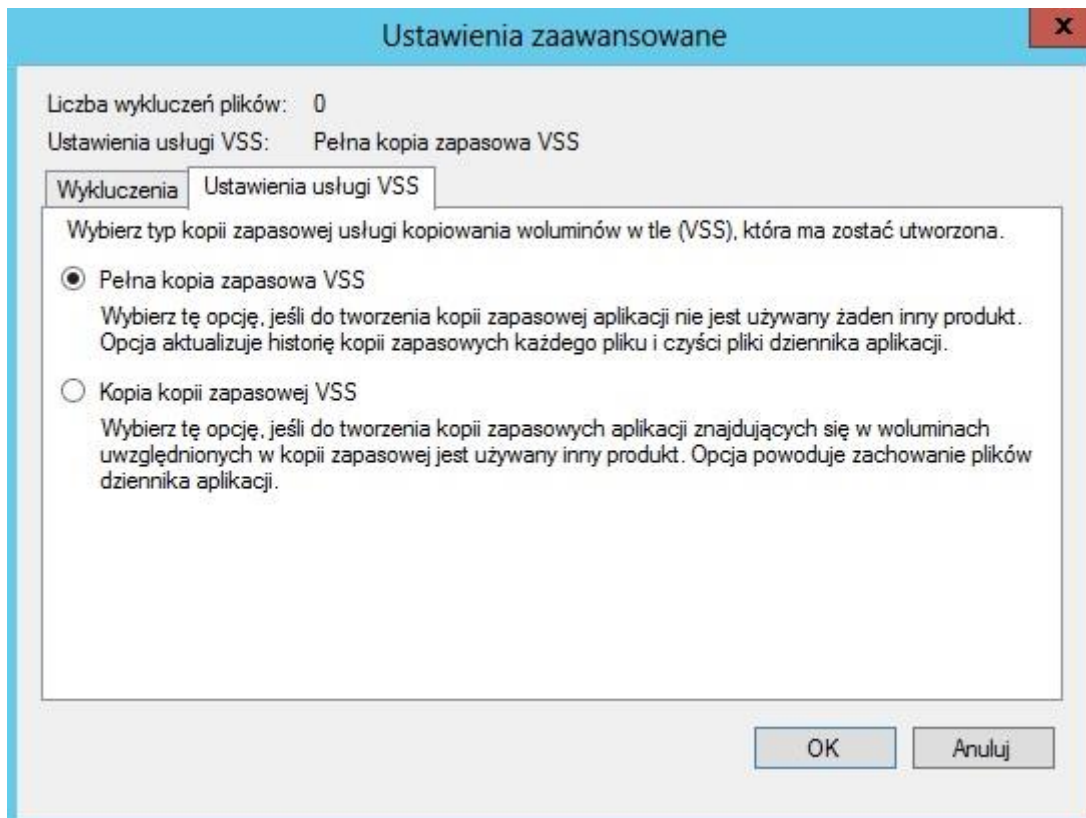 Ustawienia zaawansowane
x
Liczba wykluczeń plików: 0
Ustawienia usługi VSS: Pełna kopia zapasowa VSS
Wykluczenia Ustawienia usługi VSS
Wybierz typ kopii zapasowej usługi kopiowania woluminów w tle (VSS), która ma zostać utworzona.
Pełna kopia zapasowa VSS
Wybierz tę opcję, jeśli do tworzenia kopii zapasowej aplikacji nie jest używany żaden inny produkt.
Opcja aktualizuje historię kopii zapasowych każdego pliku i czyści pliki dziennika aplikacji.
Kopia kopii zapasowej VSS
Wybierz tę opcję, jeśli do tworzenia kopii zapasowych aplikacji znajdujących się w woluminach
uwzględnionych w kopii zapasowej jest używany inny produkt. Opcja powoduje zachowanie plików
dziennika aplikacji.
OK Anuluj